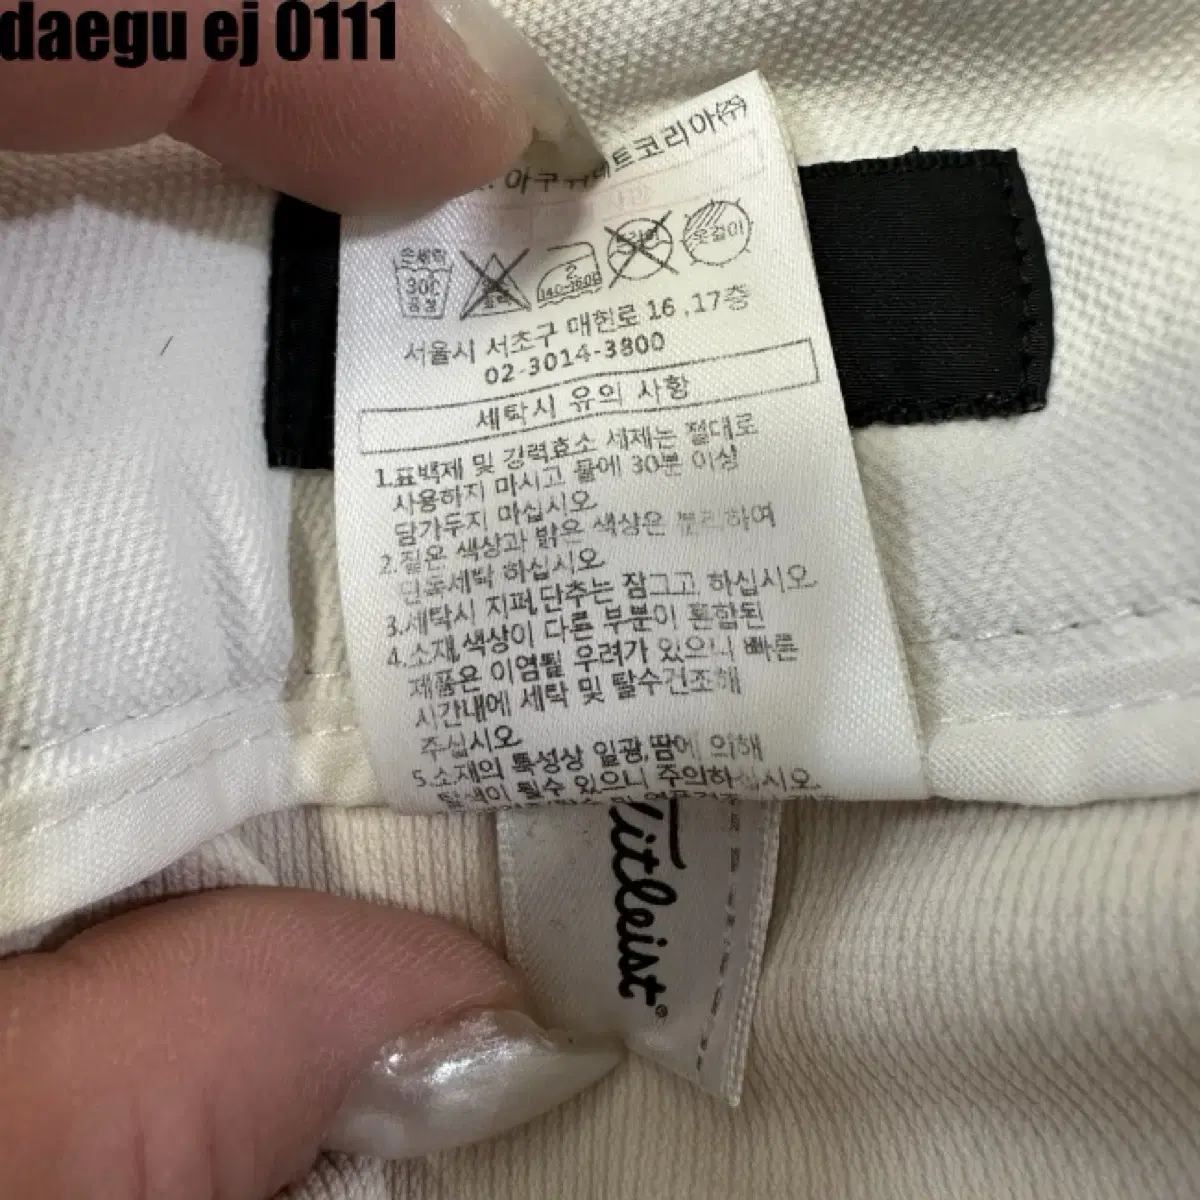 daegu ej 0111
아쿠쉬네트코리아(주)
손세탁
30C
중성
2
140-160C
드라이
옷걸이
서울시 서초구 매헌로 16 ,17층
02-3014-3800
세탁시 유의 사항
1.표백제 및 강력효소 세제는 절대로
사용하지 마시고 물에 30분 이상
담가두지 마십시오
2.짙은 색상과 밝은 색상은 분리하여
단독세탁 하십시오
3.세탁시 지퍼,단추는 잠그고 하십시오
4.소재,색상이 다른 부분이 혼합된
제품은 이염될 우려가 있으니 빠른
시간내에 세탁 및 탈수건조해
주십시오
5.소재의 특성상 일광,땀에 의해
탈색이 될수 있으니 주의하십시오
Titleist®